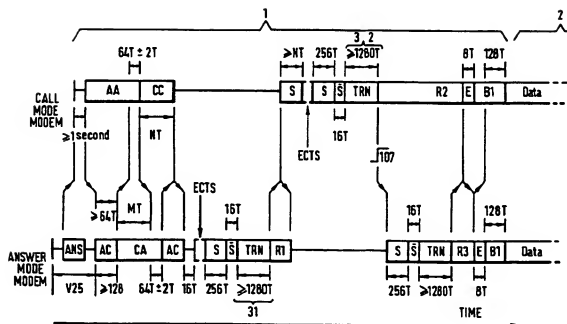 1
2
3, 2
64T ± 2T
≥NT
256T
≥1280T
8T
128T
CALL
MODE
MODEM
AA
CC
S
S
S̄
TRN
R2
E
B1
Data
≥1 second
NT
16T
107
ECTS
ECTS
≥64T
MT
16T
16T
128T
ANSWER
MODE
MODEM
ANS
AC
CA
AC
S
S̄
TRN
R1
S
S̄
TRN
R3
E
B1
Data
V25
≥128
64T ± 2T
16T
256T
≥1280T
31
256T
≥1280T
8T
TIME